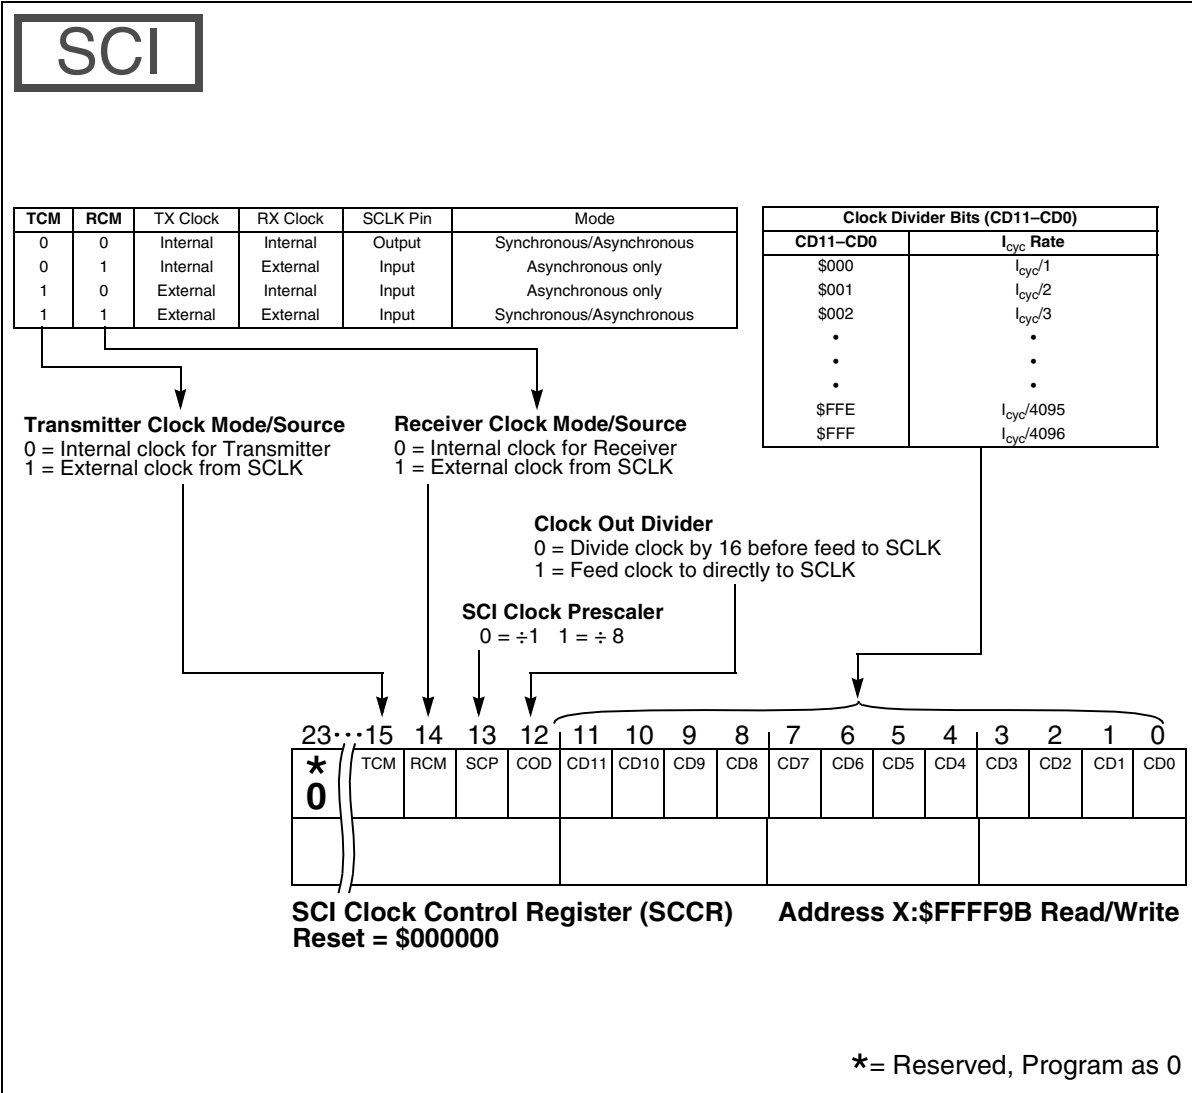 SCI
TCM RCM TX Clock RX Clock SCLK Pin Mode
0 0 Internal Internal Output Synchronous/Asynchronous
0 1 Internal External Input Asynchronous only
1 0 External Internal Input Asynchronous only
1 1 External External Input Synchronous/Asynchronous
Clock Divider Bits (CD11–CD0)
CD11–CD0 Icyc Rate
$000 Icyc/1
$001 Icyc/2
$002 Icyc/3
• •
• •
• •
$FFE Icyc/4095
$FFF Icyc/4096
Transmitter Clock Mode/Source
0 = Internal clock for Transmitter
1 = External clock from SCLK
Receiver Clock Mode/Source
0 = Internal clock for Receiver
1 = External clock from SCLK
Clock Out Divider
0 = Divide clock by 16 before feed to SCLK
1 = Feed clock to directly to SCLK
SCI Clock Prescaler
0 = ÷1 1 = ÷ 8
23···15 14 13 12 11 10 9 8 7 6 5 4 3 2 1 0
* TCM RCM SCP COD CD11 CD10 CD9 CD8 CD7 CD6 CD5 CD4 CD3 CD2 CD1 CD0
0
SCI Clock Control Register (SCCR) Address X:$FFFF9B Read/Write
Reset = $000000
*= Reserved, Program as 0